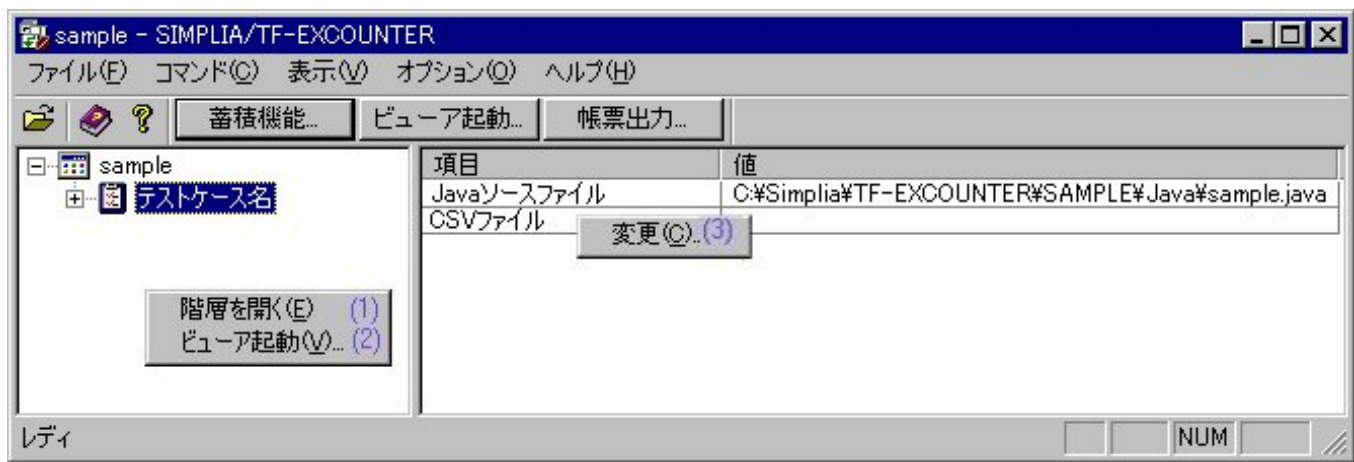 sample - SIMPLIA/TF-EXCOUNTER
ファイル(F) コマンド(C) 表示(V) オプション(O) ヘルプ(H)
蓄積機能... ビューア起動... 帳票出力...
sample
テストケース名
項目 値
Javaソースファイル C:¥Simplia¥TF-EXCOUNTER¥SAMPLE¥Java¥sample.java
CSVファイル
変更(C)..(3)
階層を開く(E) (1)
ビューア起動(V)... (2)
レディ NUM